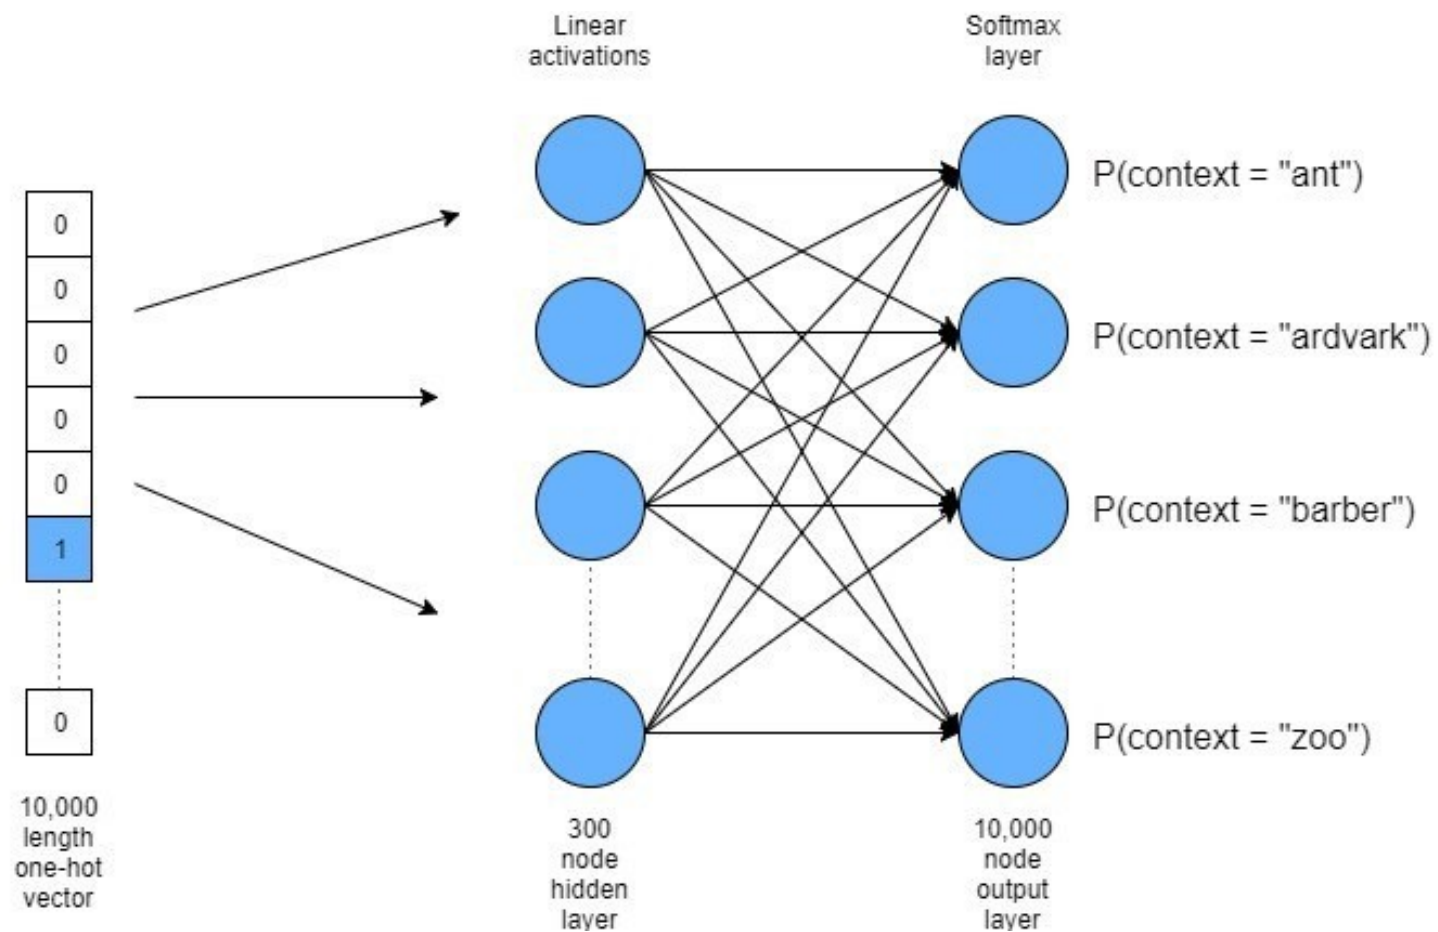 Linear
activations
Softmax
layer
0
0
0
0
0
1
0
10,000
length
one-hot
vector
300
node
hidden
layer
P(context = "ant")
P(context = "ardvark")
P(context = "barber")
P(context = "zoo")
10,000
node
output
layer